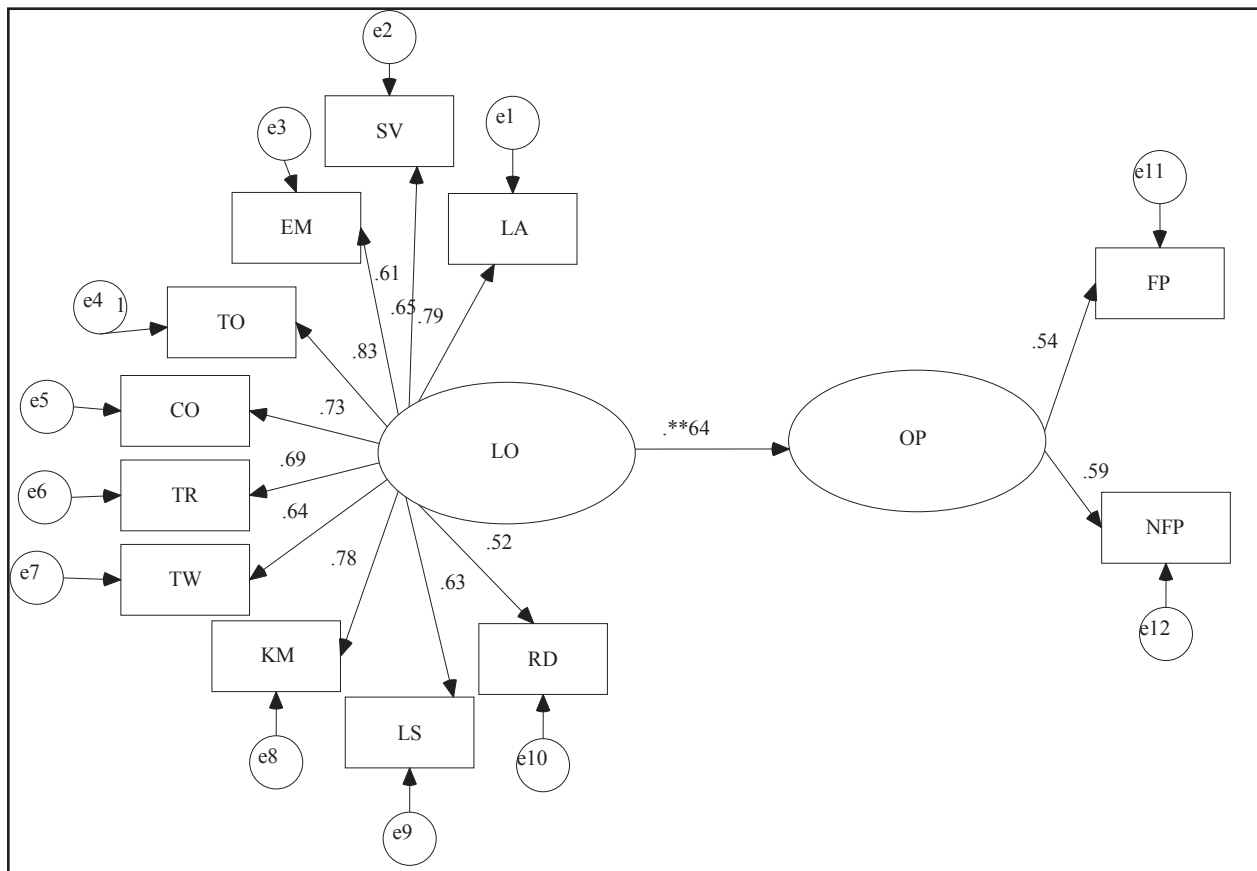 e2
SV
e1
e3
LA
EM
.61
.65
.79
e4 1
TO
.83
e5
CO
.73
e6
TR
.69
.64
e7
TW
.78
KM
e8
.63
LS
e9
.52
RD
e10
LO
.**64
OP
.54
FP
e11
.59
NFP
e12